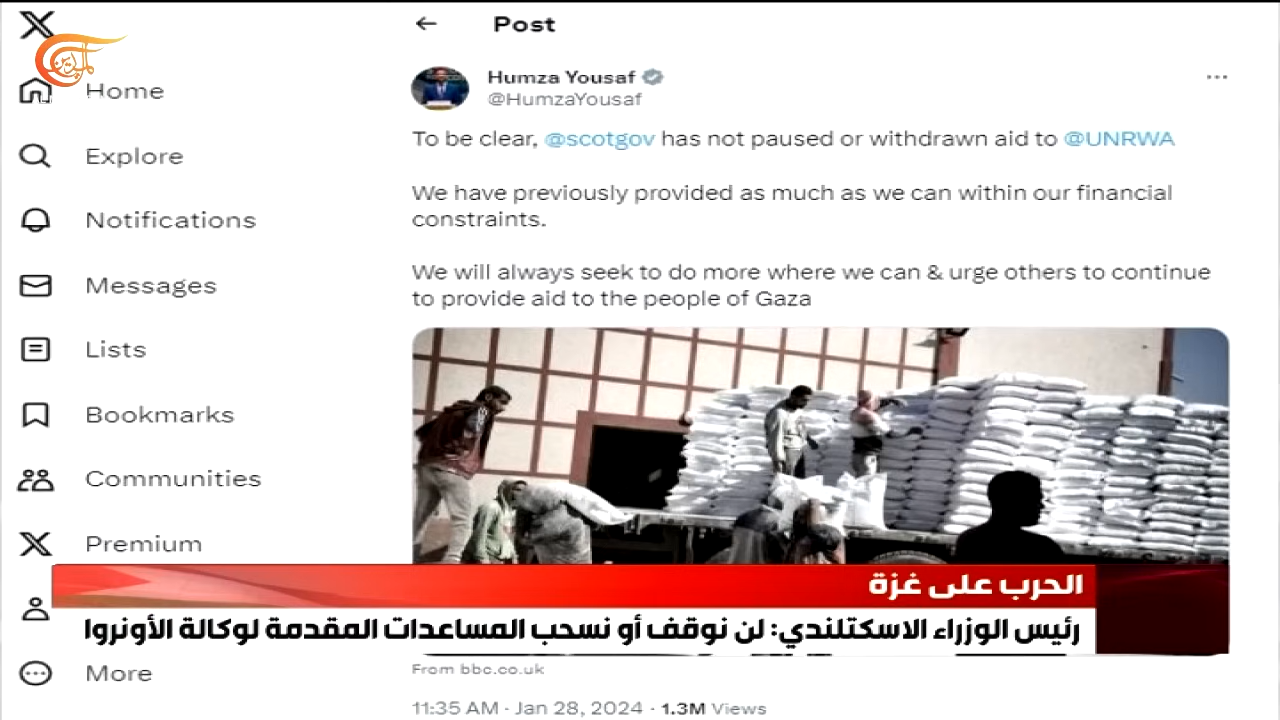 Post
Humza Yousaf
@HumzaYousaf
Home
Explore
Notifications
Messages
Lists
Bookmarks
Communities
Premium
More
To be clear, @scotgov has not paused or withdrawn aid to @UNRWA
We have previously provided as much as we can within our financial
constraints.
We will always seek to do more where we can & urge others to continue
to provide aid to the people of Gaza
الحرب على غزة
رئيس الوزراء الاسكتلندي: لن نوقف أو نسحب المساعدات المقدمة لوكالة الأونروا
From bbc.co.uk
11:35 AM · Jan 28, 2024 · 1.3M Views